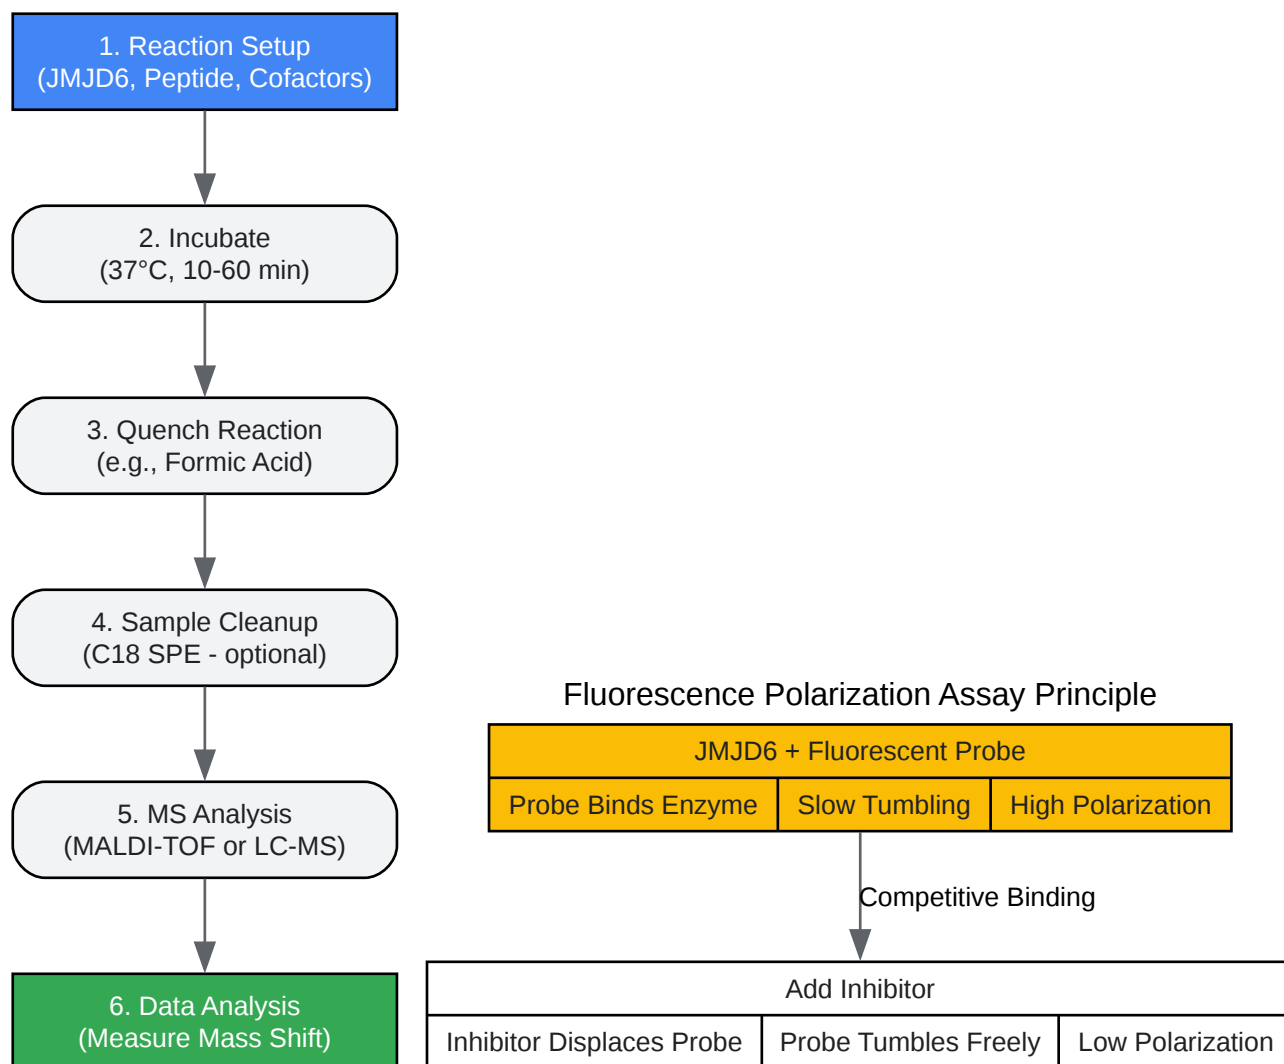 1. Reaction Setup
(JMJD6, Peptide, Cofactors)
2. Incubate
(37°C, 10-60 min)
3. Quench Reaction
(e.g., Formic Acid)
4. Sample Cleanup
(C18 SPE - optional)
5. MS Analysis
(MALDI-TOF or LC-MS)
6. Data Analysis
(Measure Mass Shift)
Fluorescence Polarization Assay Principle
JMJD6 + Fluorescent Probe
Probe Binds Enzyme
Slow Tumbling
High Polarization
Competitive Binding
Add Inhibitor
Inhibitor Displaces Probe
Probe Tumbles Freely
Low Polarization